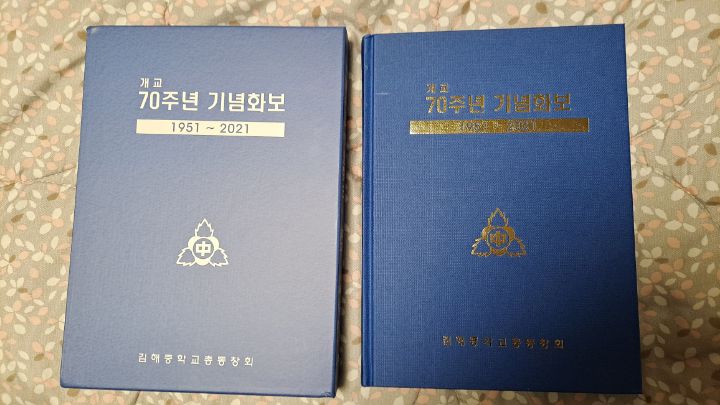 개교
70주년 기념화보
1951 ~ 2021
中
김해중학교총동창회
개교
70주년 기념화보
1951 ~ 2021
中
김해중학교총동창회